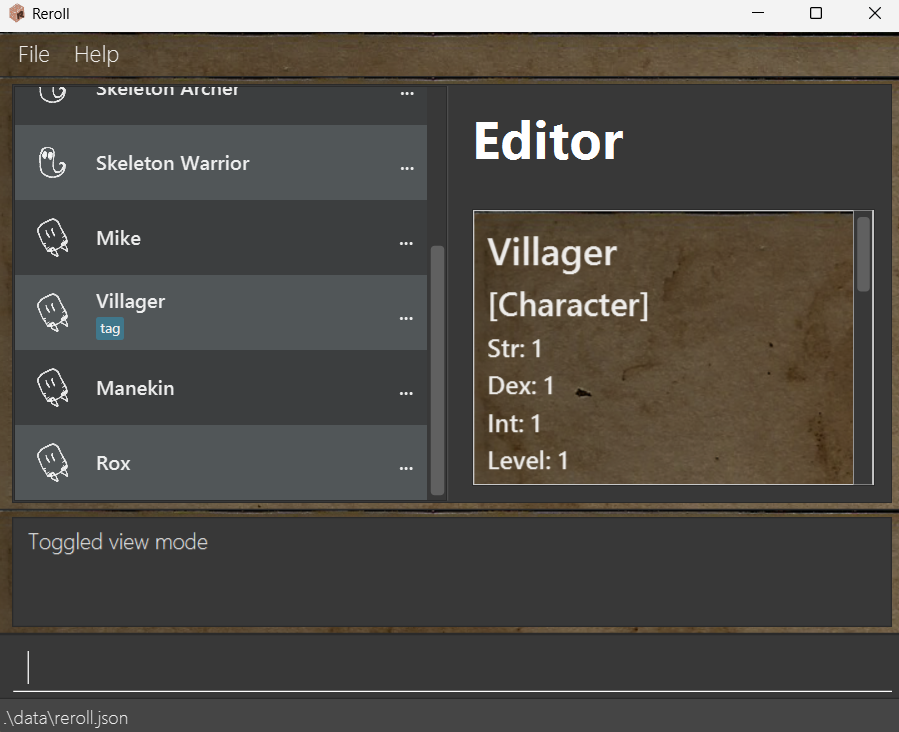 Reroll
File Help
Skeleton Archer
...
Skeleton Warrior
...
Mike
...
Villager
tag
...
Manekin
...
Rox
...
Editor
Villager
[Character]
Str: 1
Dex: 1
Int: 1
Level: 1
Toggled view mode
.\data\reroll.json